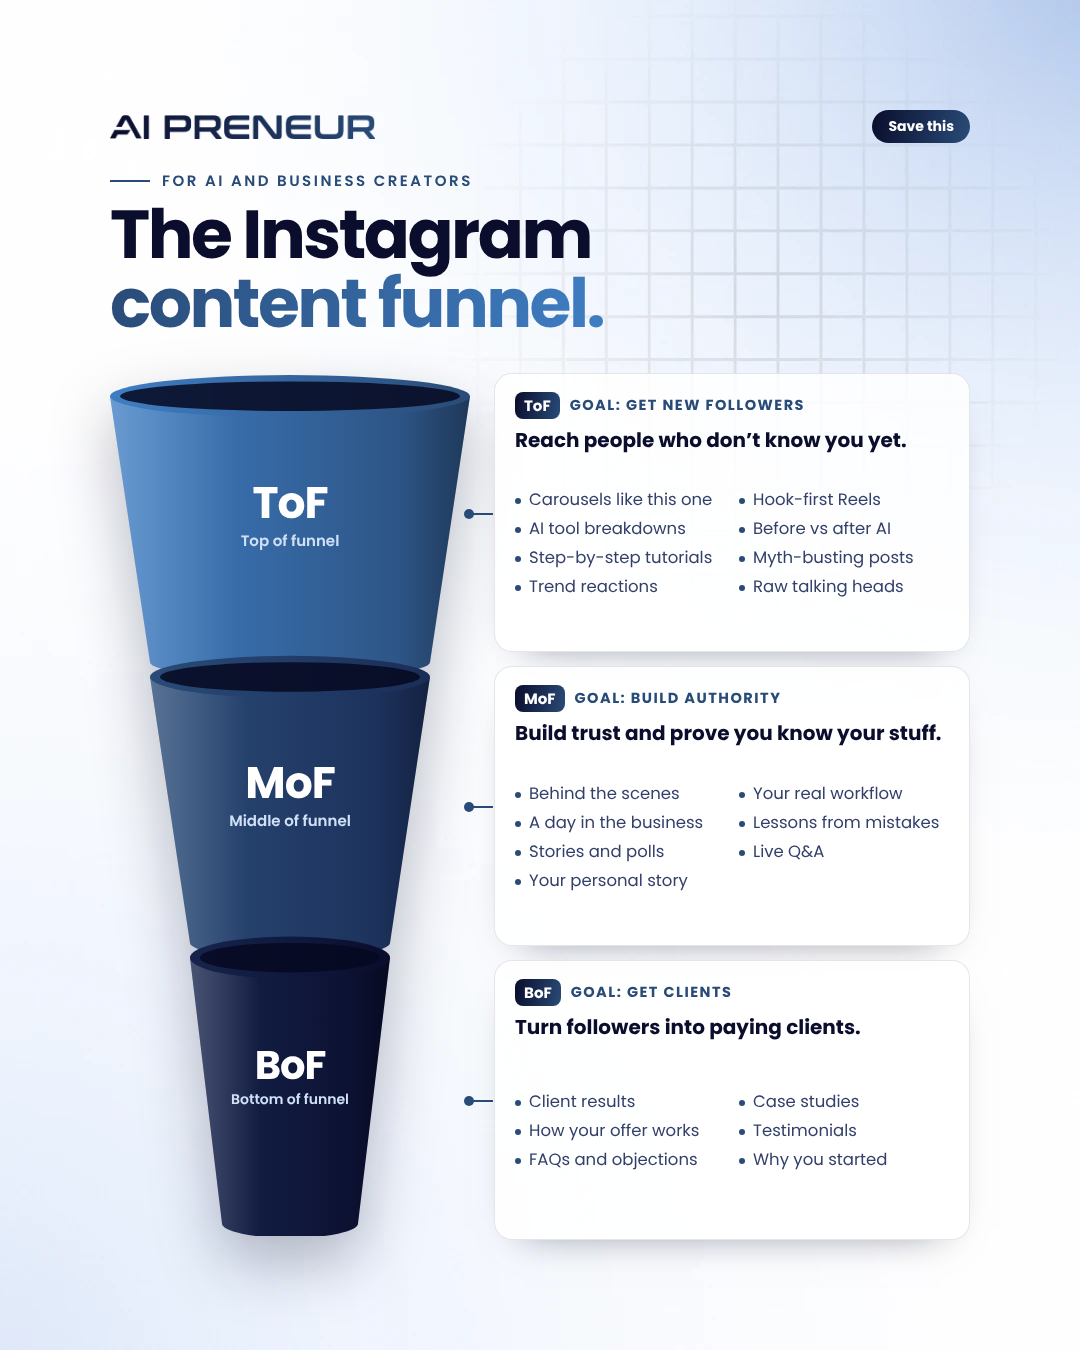 AI PRENEUR
Save this
FOR AI AND BUSINESS CREATORS
The Instagram
content funnel.
ToF
Top of funnel
ToF GOAL: GET NEW FOLLOWERS
Reach people who don’t know you yet.
Carousels like this one
AI tool breakdowns
Step-by-step tutorials
Trend reactions
Hook-first Reels
Before vs after AI
Myth-busting posts
Raw talking heads
MoF
Middle of funnel
MoF GOAL: BUILD AUTHORITY
Build trust and prove you know your stuff.
Behind the scenes
A day in the business
Stories and polls
Your personal story
Your real workflow
Lessons from mistakes
Live Q&A
BoF
Bottom of funnel
BoF GOAL: GET CLIENTS
Turn followers into paying clients.
Client results
How your offer works
FAQs and objections
Case studies
Testimonials
Why you started